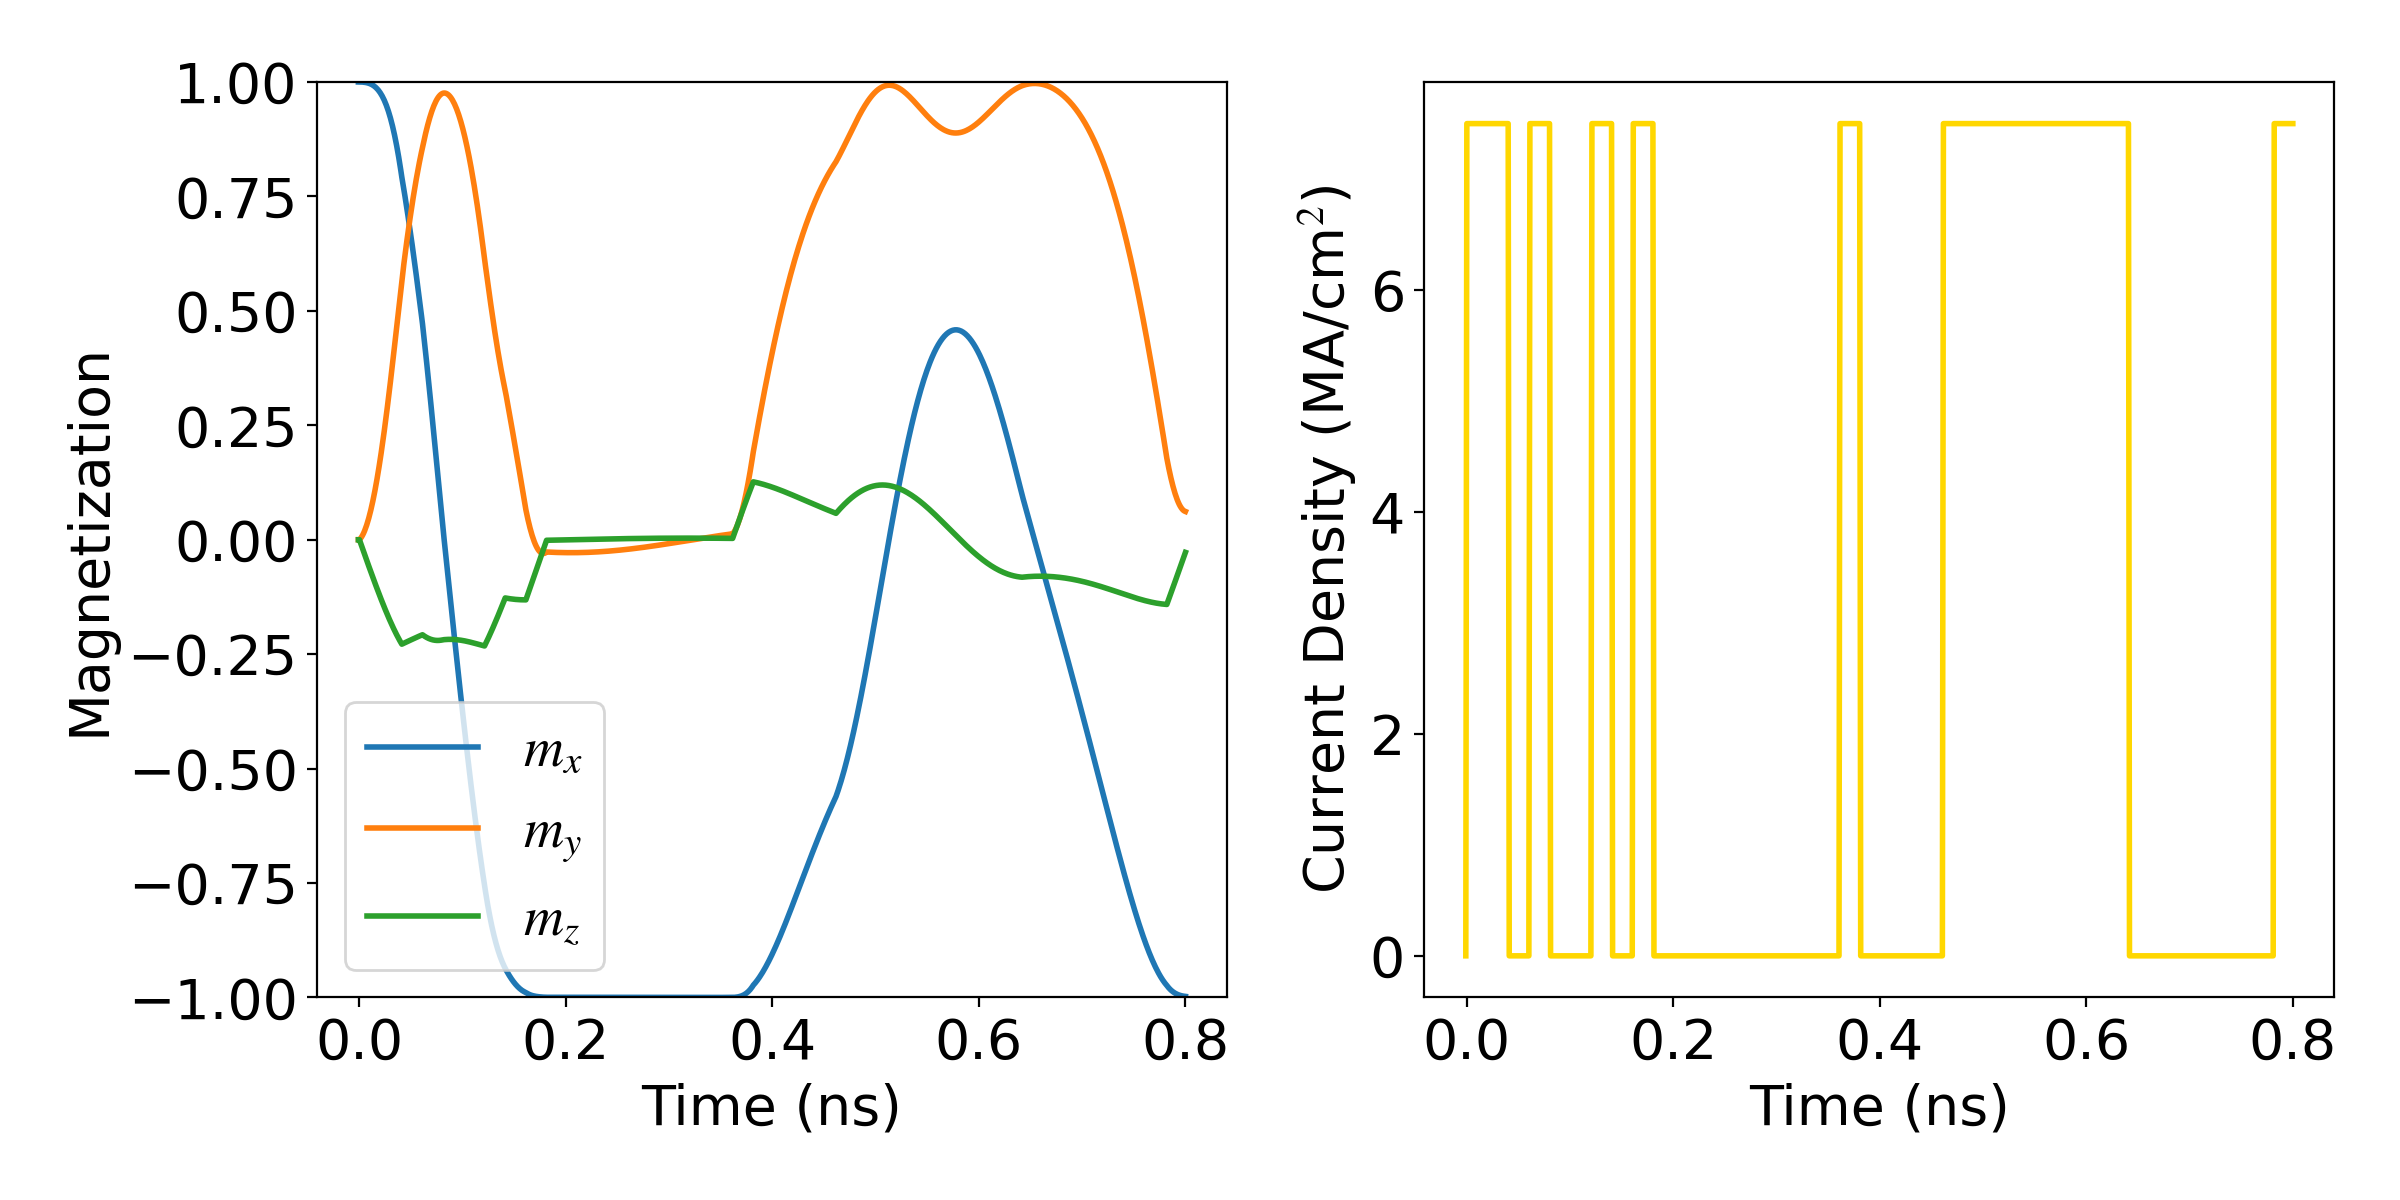 Magnetization
1.00
0.75
0.50
0.25
0.00
−0.25
−0.50
−0.75
−1.00
m_x
m_y
m_z
0.0 0.2 0.4 0.6 0.8
Time (ns)
Current Density (MA/cm²)
6
4
2
0
0.0 0.2 0.4 0.6 0.8
Time (ns)